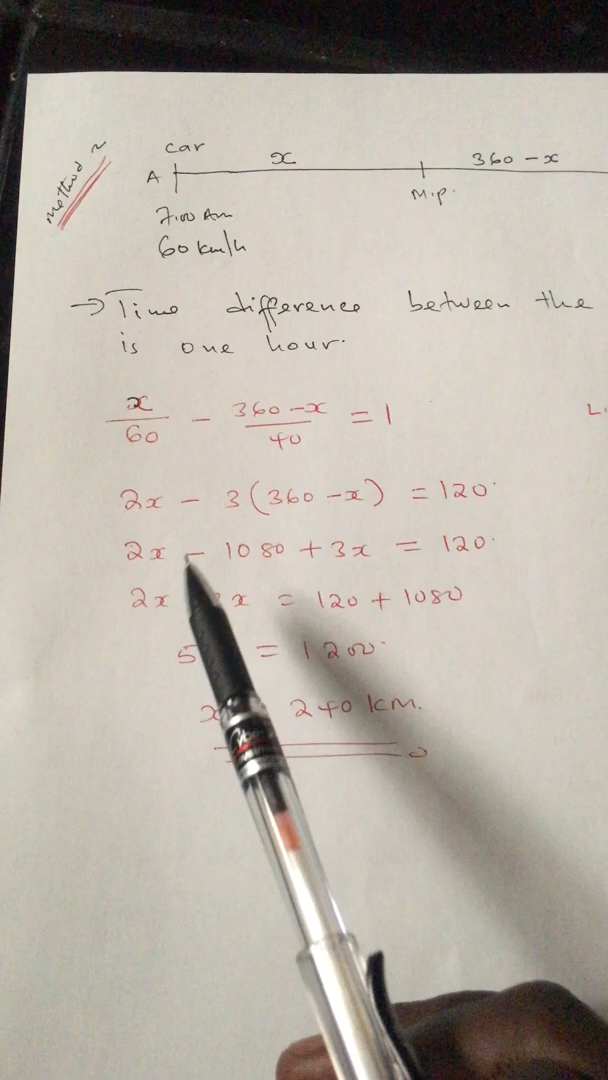 method 2
car
x
360 - x
A
M.p.
7.00 Am
60 km/h
→ Time difference between the
is one hour.
x/60 - 360-x/40 = 1
L.
2x - 3(360-x) = 120
2x - 1080 + 3x = 120
2x x = 120 + 1080
5 = 1200
x 240 km.